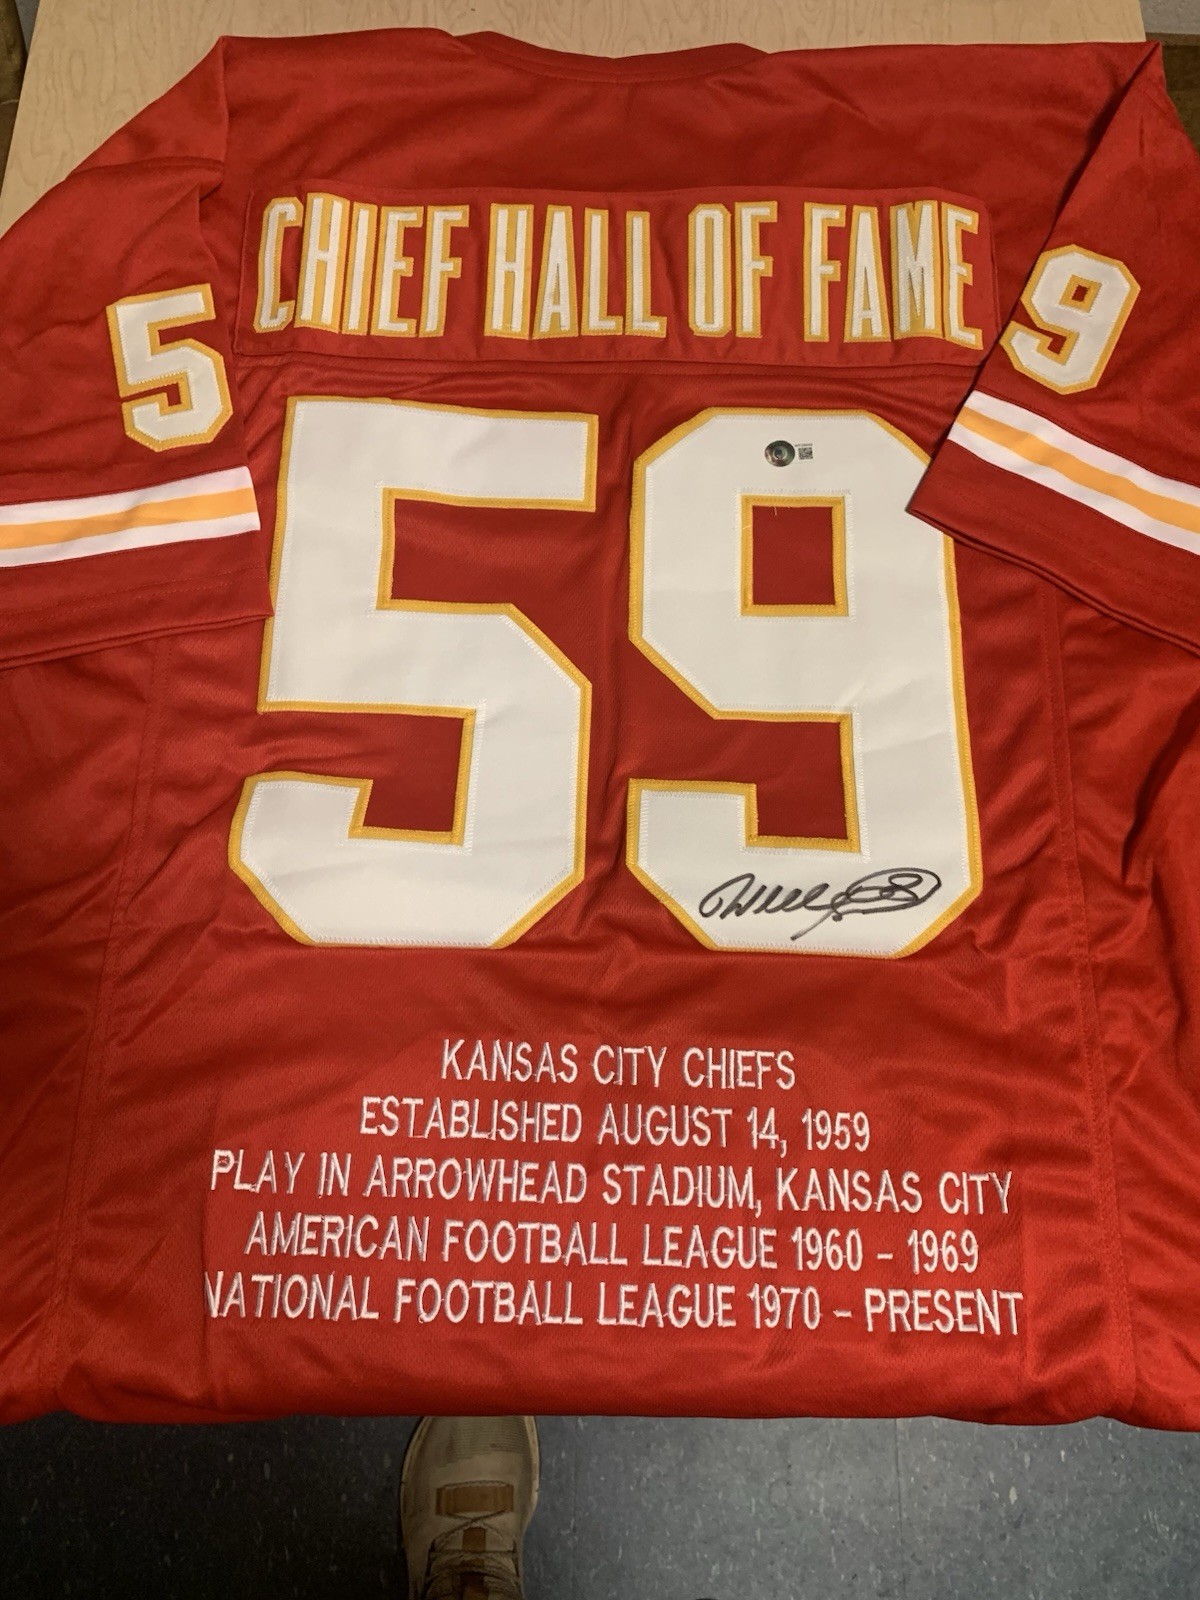 CHIEF HALL OF FAME
5
9
59
KANSAS CITY CHIEFS
ESTABLISHED AUGUST 14, 1959
PLAY IN ARROWHEAD STADIUM, KANSAS CITY
AMERICAN FOOTBALL LEAGUE 1960 - 1969
NATIONAL FOOTBALL LEAGUE 1970 - PRESENT